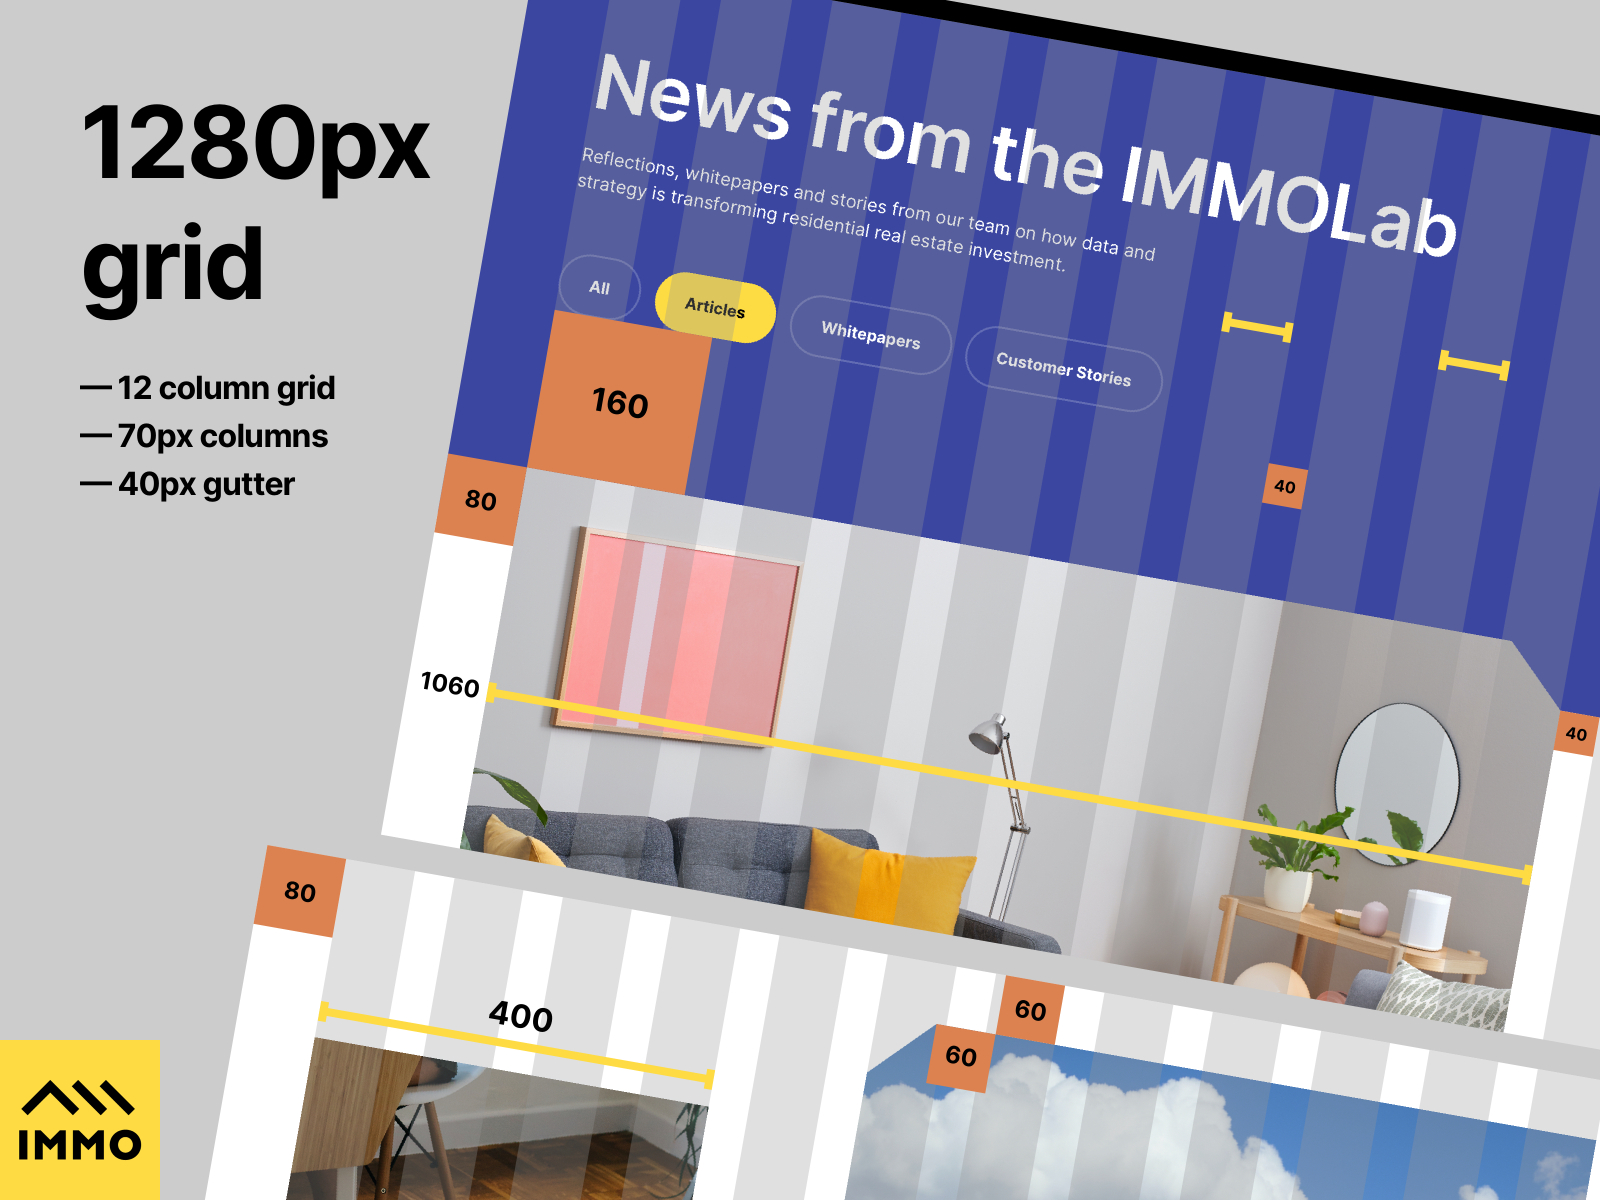 1280px
grid
— 12 column grid
— 70px columns
— 40px gutter
News from the IMMOLab
Reflections, whitepapers and stories from our team on how data and
strategy is transforming residential real estate investment.
All
Articles
Whitepapers
Customer Stories
160
80
40
1060
40
80
400
60
60
IMMO